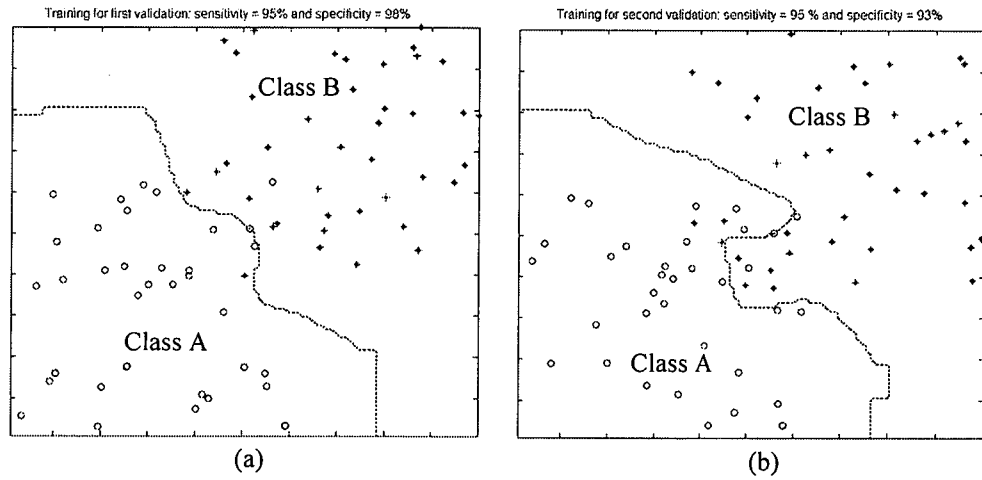 Training for first validation: sensitivity = 95% and specificity = 98%
Training for second validation: sensitivity = 95 % and specificity = 93%
Class B
Class B
Class A
Class A
(a)
(b)